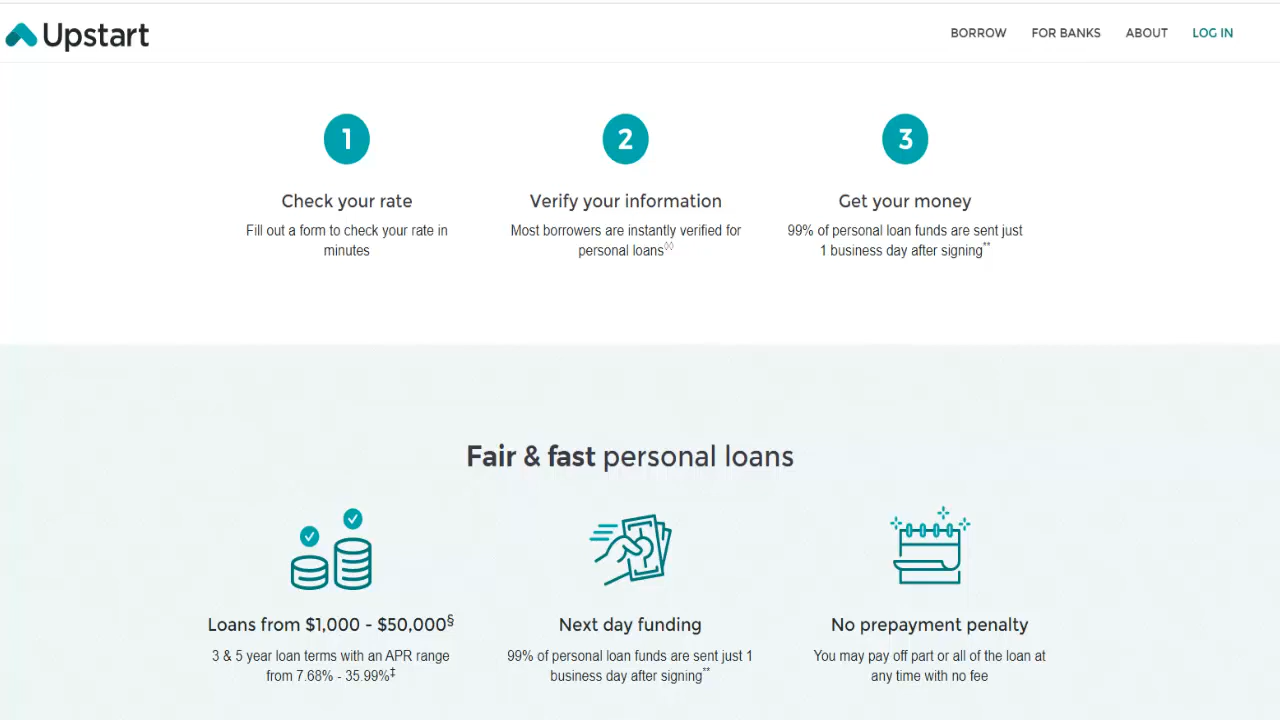 Upstart
BORROW
FOR BANKS
ABOUT
LOG IN
1
2
3
Check your rate
Fill out a form to check your rate in
minutes
Verify your information
Most borrowers are instantly verified for
personal loans◊◊
Get your money
99% of personal loan funds are sent just
1 business day after signing**
Fair & fast personal loans
Loans from $1,000 - $50,000§
3 & 5 year loan terms with an APR range
from 7.68% - 35.99%‡
Next day funding
99% of personal loan funds are sent just 1
business day after signing**
No prepayment penalty
You may pay off part or all of the loan at
any time with no fee